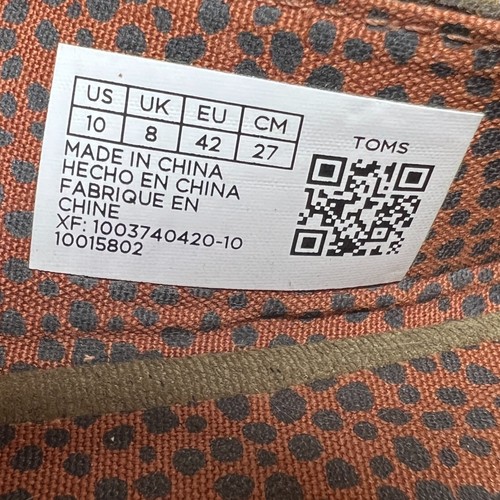 US UK EU CM
10 8 42 27
MADE IN CHINA
HECHO EN CHINA
FABRIQUE EN
CHINE
XF: 1003740420-10
10015802
TOMS